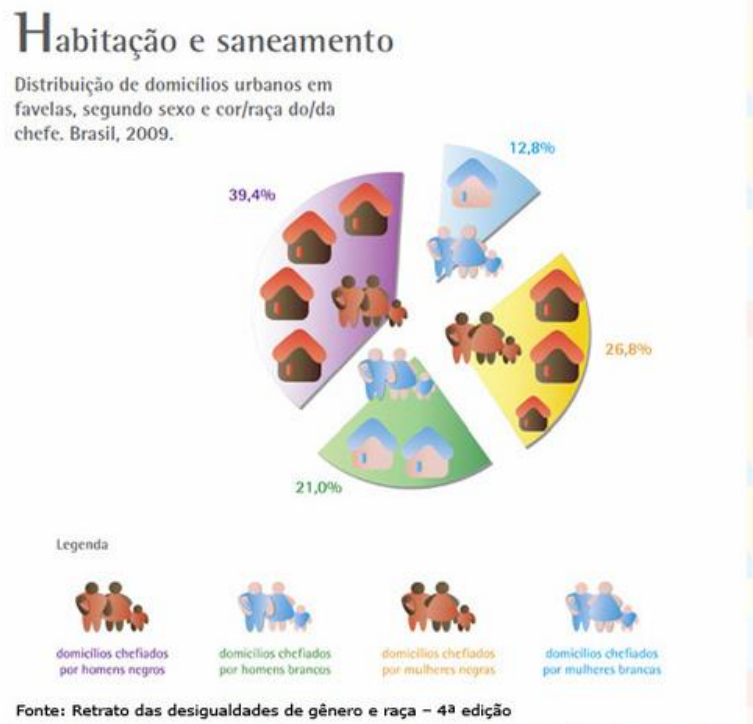 Habitação e saneamento
Distribuição de domicílios urbanos em
favelas, segundo sexo e cor/raça do/da
chefe. Brasil, 2009.
12,8%
39,4%
26,8%
21,0%
Legenda
domicílios chefiados
por homens negros
domicílios chefiados
por homens brancos
domicílios chefiados
por mulheres negras
domicílios chefiados
por mulheres brancas
Fonte: Retrato das desigualdades de gênero e raça – 4ª edição